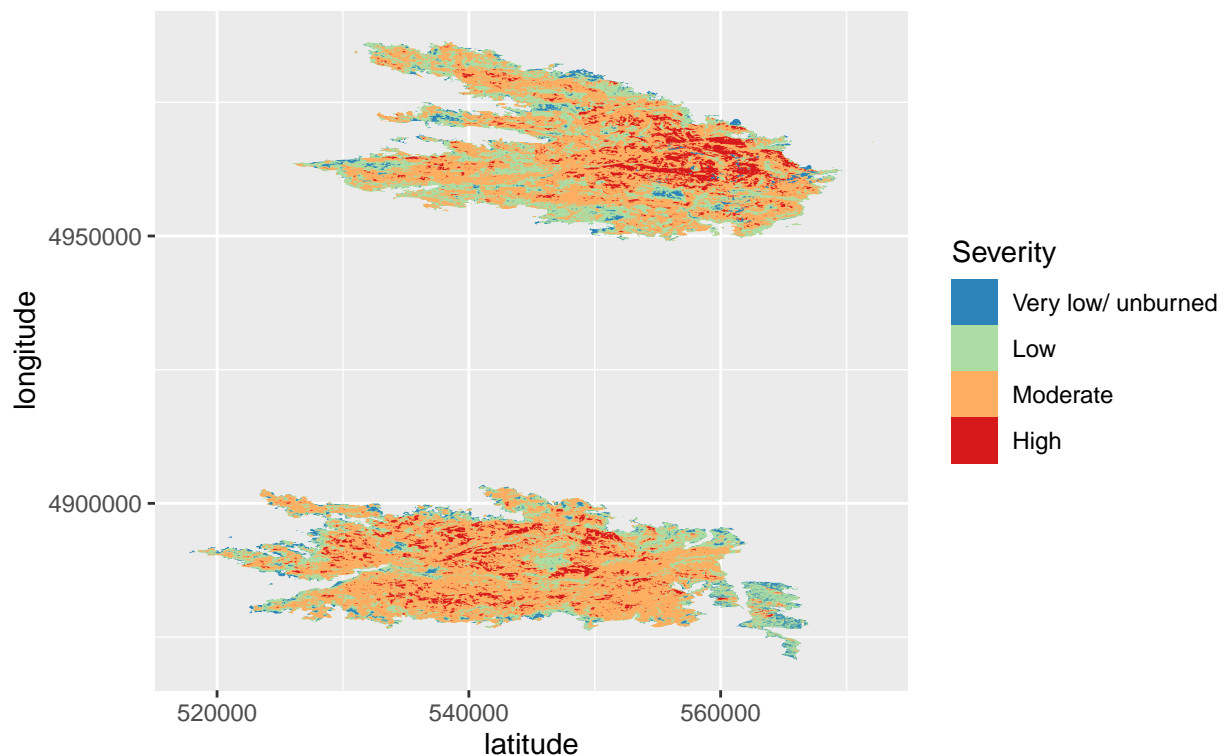 4950000
4900000
longitude
520000
540000
560000
latitude
Severity
Very low/ unburned
Low
Moderate
High